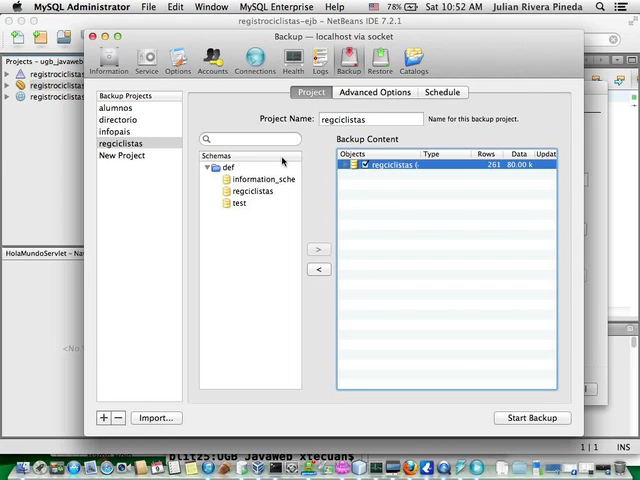 MySQL Administrator File Edit Window MySQL Enterprise Help 78% Sat 10:52 AM Julian Rivera Pineda
registrociclistas-ejb – NetBeans IDE 7.2.1
Backup — localhost via socket
Information Service Options Accounts Connections Health Logs Backup Restore Catalogs
Projects – ugb_javaweb
registrociclistas
registrociclistas
registrociclistas
HolaMundoServlet – Na
<No
Backup Projects
alumnos
directorio
infopais
regciclistas
New Project
Project Advanced Options Schedule
Project Name: regciclistas Name for this backup project.
Schemas
def
information_sche
regciclistas
test
>
<
Backup Content
Objects Type Rows Data Updat
regciclistas (- 261 80.00 k
+ − Import... Start Backup
1 | 1 INS
blitz5:UGB_Javaweb xtecuan$